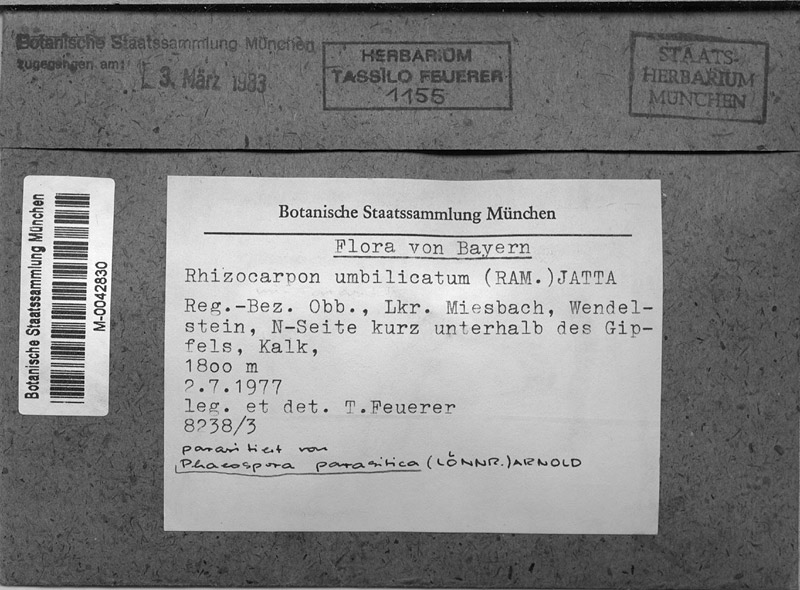 Botanische Staatssammlung München
zugegangen am: 3. März 1983
HERBARIUM
TASSILO FEUERER
1155
STAATS-
HERBARIUM
MÜNCHEN
Botanische Staatssammlung München
M-0042830
Botanische Staatssammlung München
Flora von Bayern
Rhizocarpon umbilicatum (RAM.)JATTA
Reg.-Bez. Obb., Lkr. Miesbach, Wendel-
stein, N-Seite kurz unterhalb des Gip-
fels, Kalk,
18oo m
2.7.1977
leg. et det. T.Feuerer
8238/3
parasitiert von
Phaeospora parasitica (LÖNNR.) ARNOLD